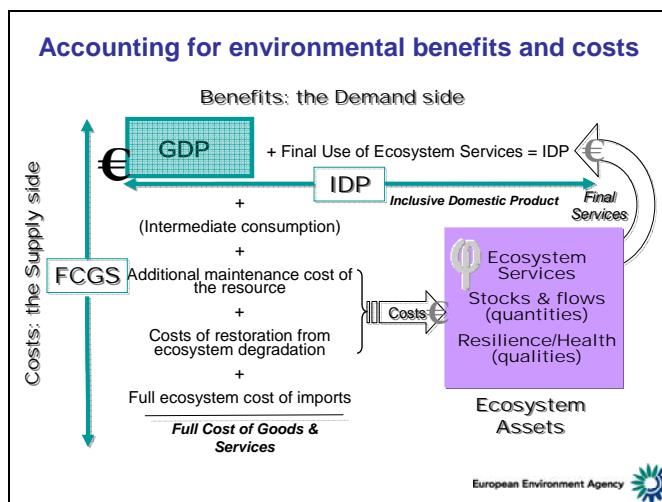 Accounting for environmental benefits and costs
Benefits: the Demand side
€
GDP
+ Final Use of Ecosystem Services = IDP
€
IDP
Inclusive Domestic Product
Final
Services
Costs: the Supply side
FCGS
+
(Intermediate consumption)
+
Additional maintenance cost of
the resource
+
Costs of restoration from
ecosystem degradation
+
Full ecosystem cost of imports
Full Cost of Goods &
Services
Costs
€
φ
Ecosystem
Services
Stocks & flows
(quantities)
Resilience/Health
(qualities)
Ecosystem
Assets
European Environment Agency